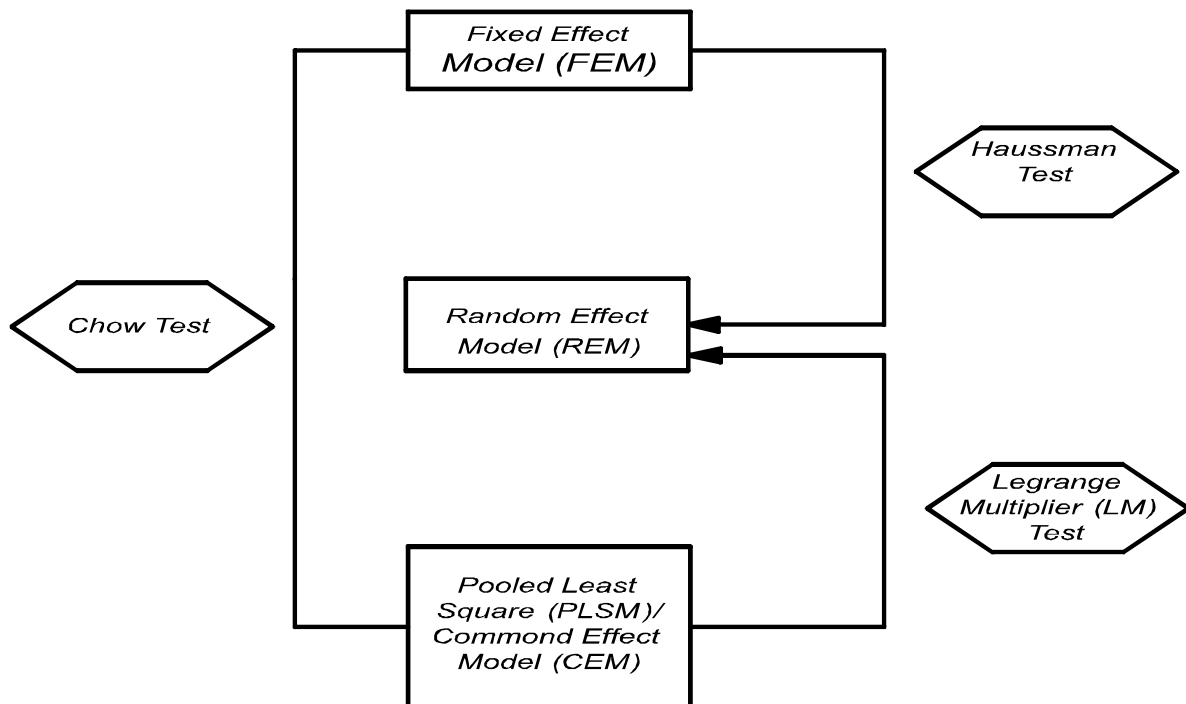 Fixed Effect
Model (FEM)
Haussman
Test
Chow Test
Random Effect
Model (REM)
Legrange
Multiplier (LM)
Test
Pooled Least
Square (PLSM)/
Commond Effect
Model (CEM)